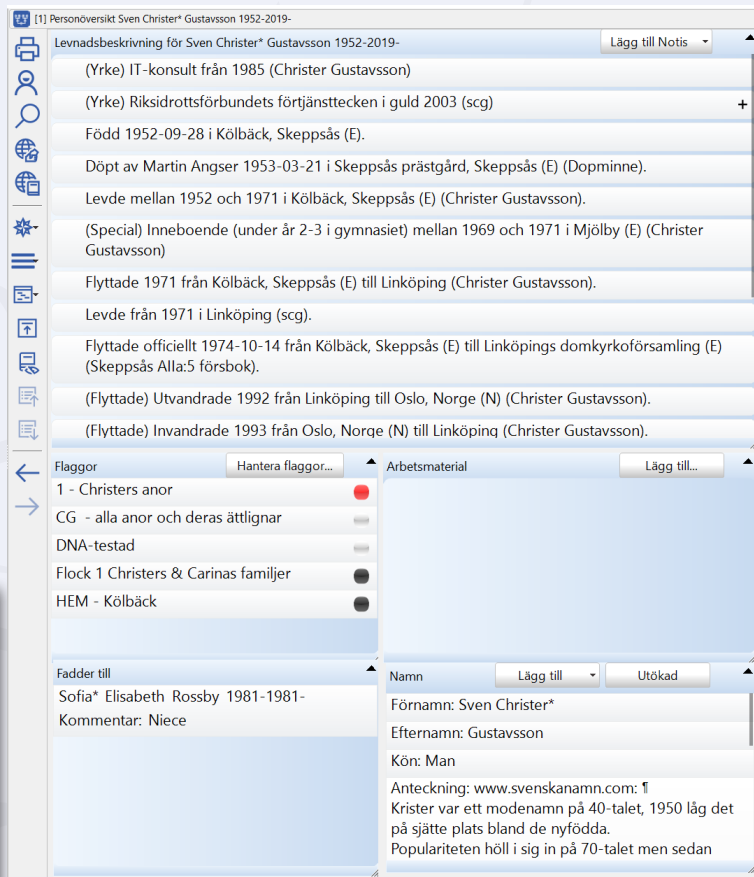 [1] Personöversikt Sven Christer* Gustavsson 1952-2019-
Levnadsbeskrivning för Sven Christer* Gustavsson 1952-2019-
Lägg till Notis
(Yrke) IT-konsult från 1985 (Christer Gustavsson)
(Yrke) Riksidrottsförbundets förtjänsttecken i guld 2003 (scg)
+
Född 1952-09-28 i Kölbäck, Skeppsås (E).
Döpt av Martin Angser 1953-03-21 i Skeppsås prästgård, Skeppsås (E) (Dopminne).
Levde mellan 1952 och 1971 i Kölbäck, Skeppsås (E) (Christer Gustavsson).
(Special) Inneboende (under år 2-3 i gymnasiet) mellan 1969 och 1971 i Mjölby (E) (Christer
Gustavsson)
Flyttade 1971 från Kölbäck, Skeppsås (E) till Linköping (Christer Gustavsson).
Levde från 1971 i Linköping (scg).
Flyttade officiellt 1974-10-14 från Kölbäck, Skeppsås (E) till Linköpings domkyrkoförsamling (E)
(Skeppsås AIIa:5 försbok).
(Flyttade) Utvandrade 1992 från Linköping till Oslo, Norge (N) (Christer Gustavsson).
(Flyttade) Invandrade 1993 från Oslo, Norge (N) till Linköping (Christer Gustavsson).
Flaggor
Hantera flaggor...
1 - Christers anor
CG - alla anor och deras ättlignar
DNA-testad
Flock 1 Christers & Carinas familjer
HEM - Kölbäck
Arbetsmaterial
Lägg till...
Fadder till
Sofia* Elisabeth Rossby 1981-1981-
Kommentar: Niece
Namn
Lägg till
Utökad
Förnamn: Sven Christer*
Efternamn: Gustavsson
Kön: Man
Anteckning: www.svenskanamn.com: ¶
Krister var ett modenamn på 40-talet, 1950 låg det
på sjätte plats bland de nyfödda.
Populariteten höll i sig in på 70-talet men sedan